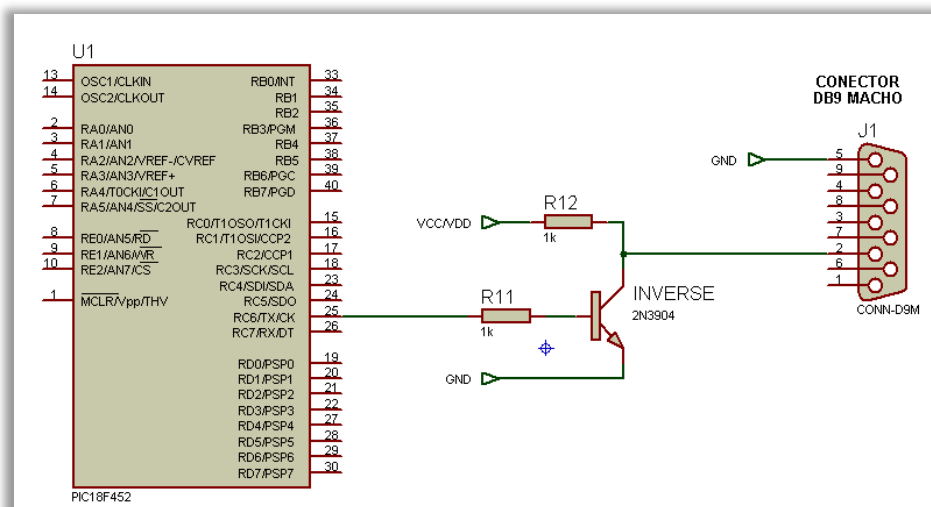 U1
13 OSC1/CLKIN RB0/INT 33
14 OSC2/CLKOUT RB1 34
RB2 35
2 RA0/AN0 RB3/PGM 36
3 RA1/AN1 RB4 37
4 RA2/AN2/VREF-/CVREF RB5 38
5 RA3/AN3/VREF+ RB6/PGC 39
6 RA4/T0CKI/C1OUT RB7/PGD 40
7 RA5/AN4/SS/C2OUT
RC0/T1OSO/T1CKI 15
8 RE0/AN5/RD RC1/T1OSI/CCP2 16
9 RE1/AN6/WR RC2/CCP1 17
10 RE2/AN7/CS RC3/SCK/SCL 18
RC4/SDI/SDA 23
1 MCLR/Vpp/THV RC5/SDO 24
RC6/TX/CK 25
RC7/RX/DT 26
RD0/PSP0 19
RD1/PSP1 20
RD2/PSP2 21
RD3/PSP3 22
RD4/PSP4 27
RD5/PSP5 28
RD6/PSP6 29
RD7/PSP7 30
PIC18F452
VCC/VDD
R12
1k
R11
1k
GND
INVERSE
2N3904
CONECTOR
DB9 MACHO
J1
GND
5
9
4
8
3
7
2
6
1
CONN-D9M